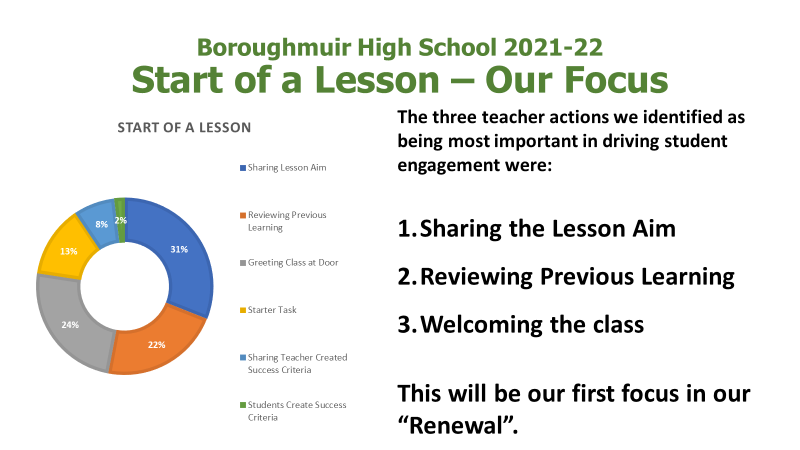 Boroughmuir High School 2021-22
Start of a Lesson – Our Focus
START OF A LESSON
31%
22%
24%
13%
8%
2%
Sharing Lesson Aim
Reviewing Previous
Learning
Greeting Class at Door
Starter Task
Sharing Teacher Created
Success Criteria
Students Create Success
Criteria
The three teacher actions we identified as
being most important in driving student
engagement were:
1. Sharing the Lesson Aim
2. Reviewing Previous Learning
3. Welcoming the class
This will be our first focus in our
“Renewal”.